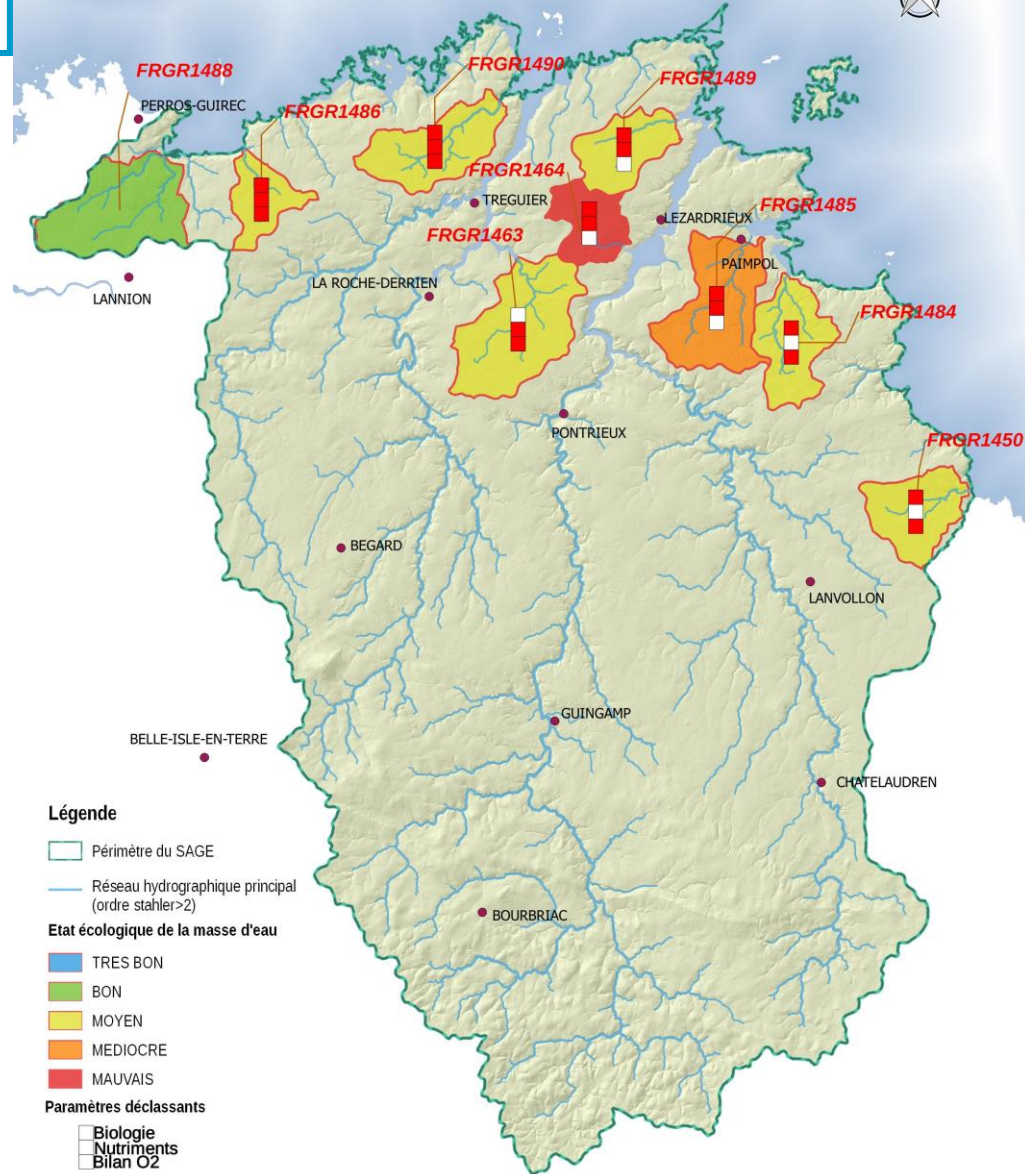 FRGR1488
FRGR1490
FRGR1489
PERROS-GUIREC
FRGR1486
FRGR1464
TREGUIER
FRGR1485
LEZARDRIEUX
FRGR1463
PAIMPOL
LANNION
LA ROCHE-DERRIEN
FRGR1484
PONTRIEUX
FRGR1450
BEGARD
LANVOLLON
GUINGAMP
BELLE-ISLE-EN-TERRE
CHATELAUDREN
BOURBRIAC
Légende
Périmètre du SAGE
Réseau hydrographique principal
(ordre stahler>2)
Etat écologique de la masse d'eau
TRES BON
BON
MOYEN
MEDIOCRE
MAUVAIS
Paramètres déclassants
Biologie
Nutriments
Bilan O2